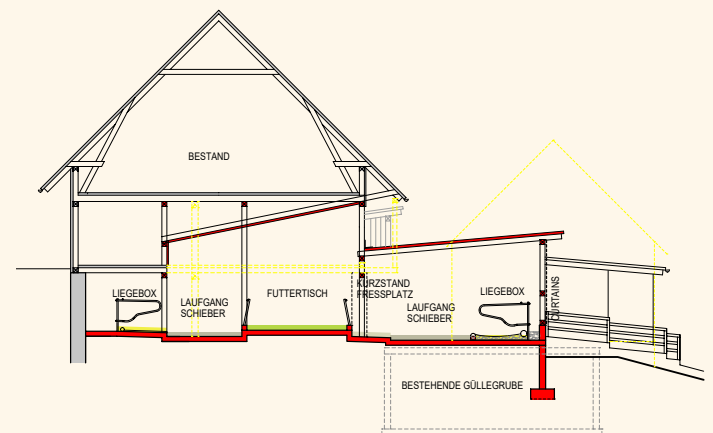 BESTAND
LIEGEBOX
LAUFGANG
SCHIEBER
FUTTERTISCH
KURZSTAND
FRESSPLATZ
LAUFGANG
SCHIEBER
LIEGEBOX
CURTAINS
BESTEHENDE GÜLLEGRUBE